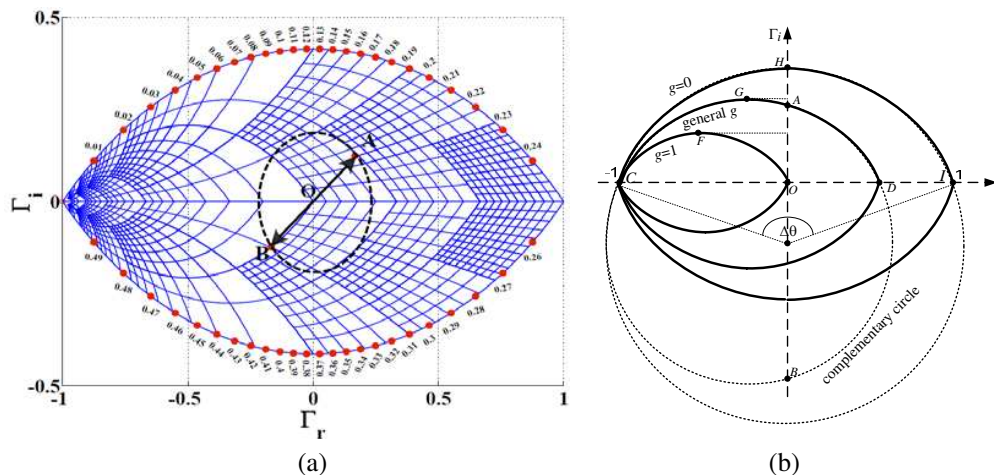 0.5
0
-0.5
-1
-0.5
0
0.5
1
Γi
Γr
0.01
0.02
0.03
0.04
0.05
0.06
0.07
0.08
0.09
0.1
0.11
0.12
0.13
0.14
0.15
0.16
0.17
0.18
0.19
0.2
0.21
0.22
0.23
0.24
0.26
0.27
0.28
0.29
0.3
0.31
0.32
0.33
0.34
0.35
0.36
0.37
0.38
0.39
0.4
0.41
0.42
0.43
0.44
0.45
0.46
0.47
0.48
0.49
A
O
B
(a)
Γi
H
g=0
G
A
general g
F
g=1
-1
C
O
D
I
1
Δθ
B
complementary circle
(b)